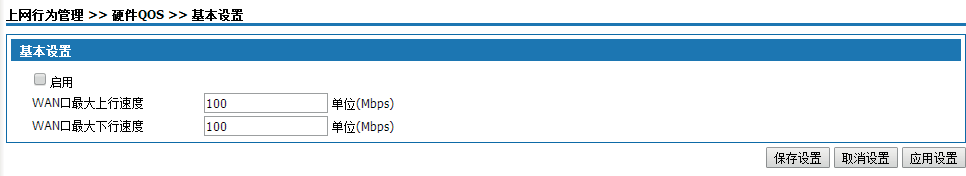 上网行为管理 >> 硬件QOS >> 基本设置
基本设置
启用
WAN口最大上行速度 100 单位(Mbps)
WAN口最大下行速度 100 单位(Mbps)
保存设置 取消设置 应用设置